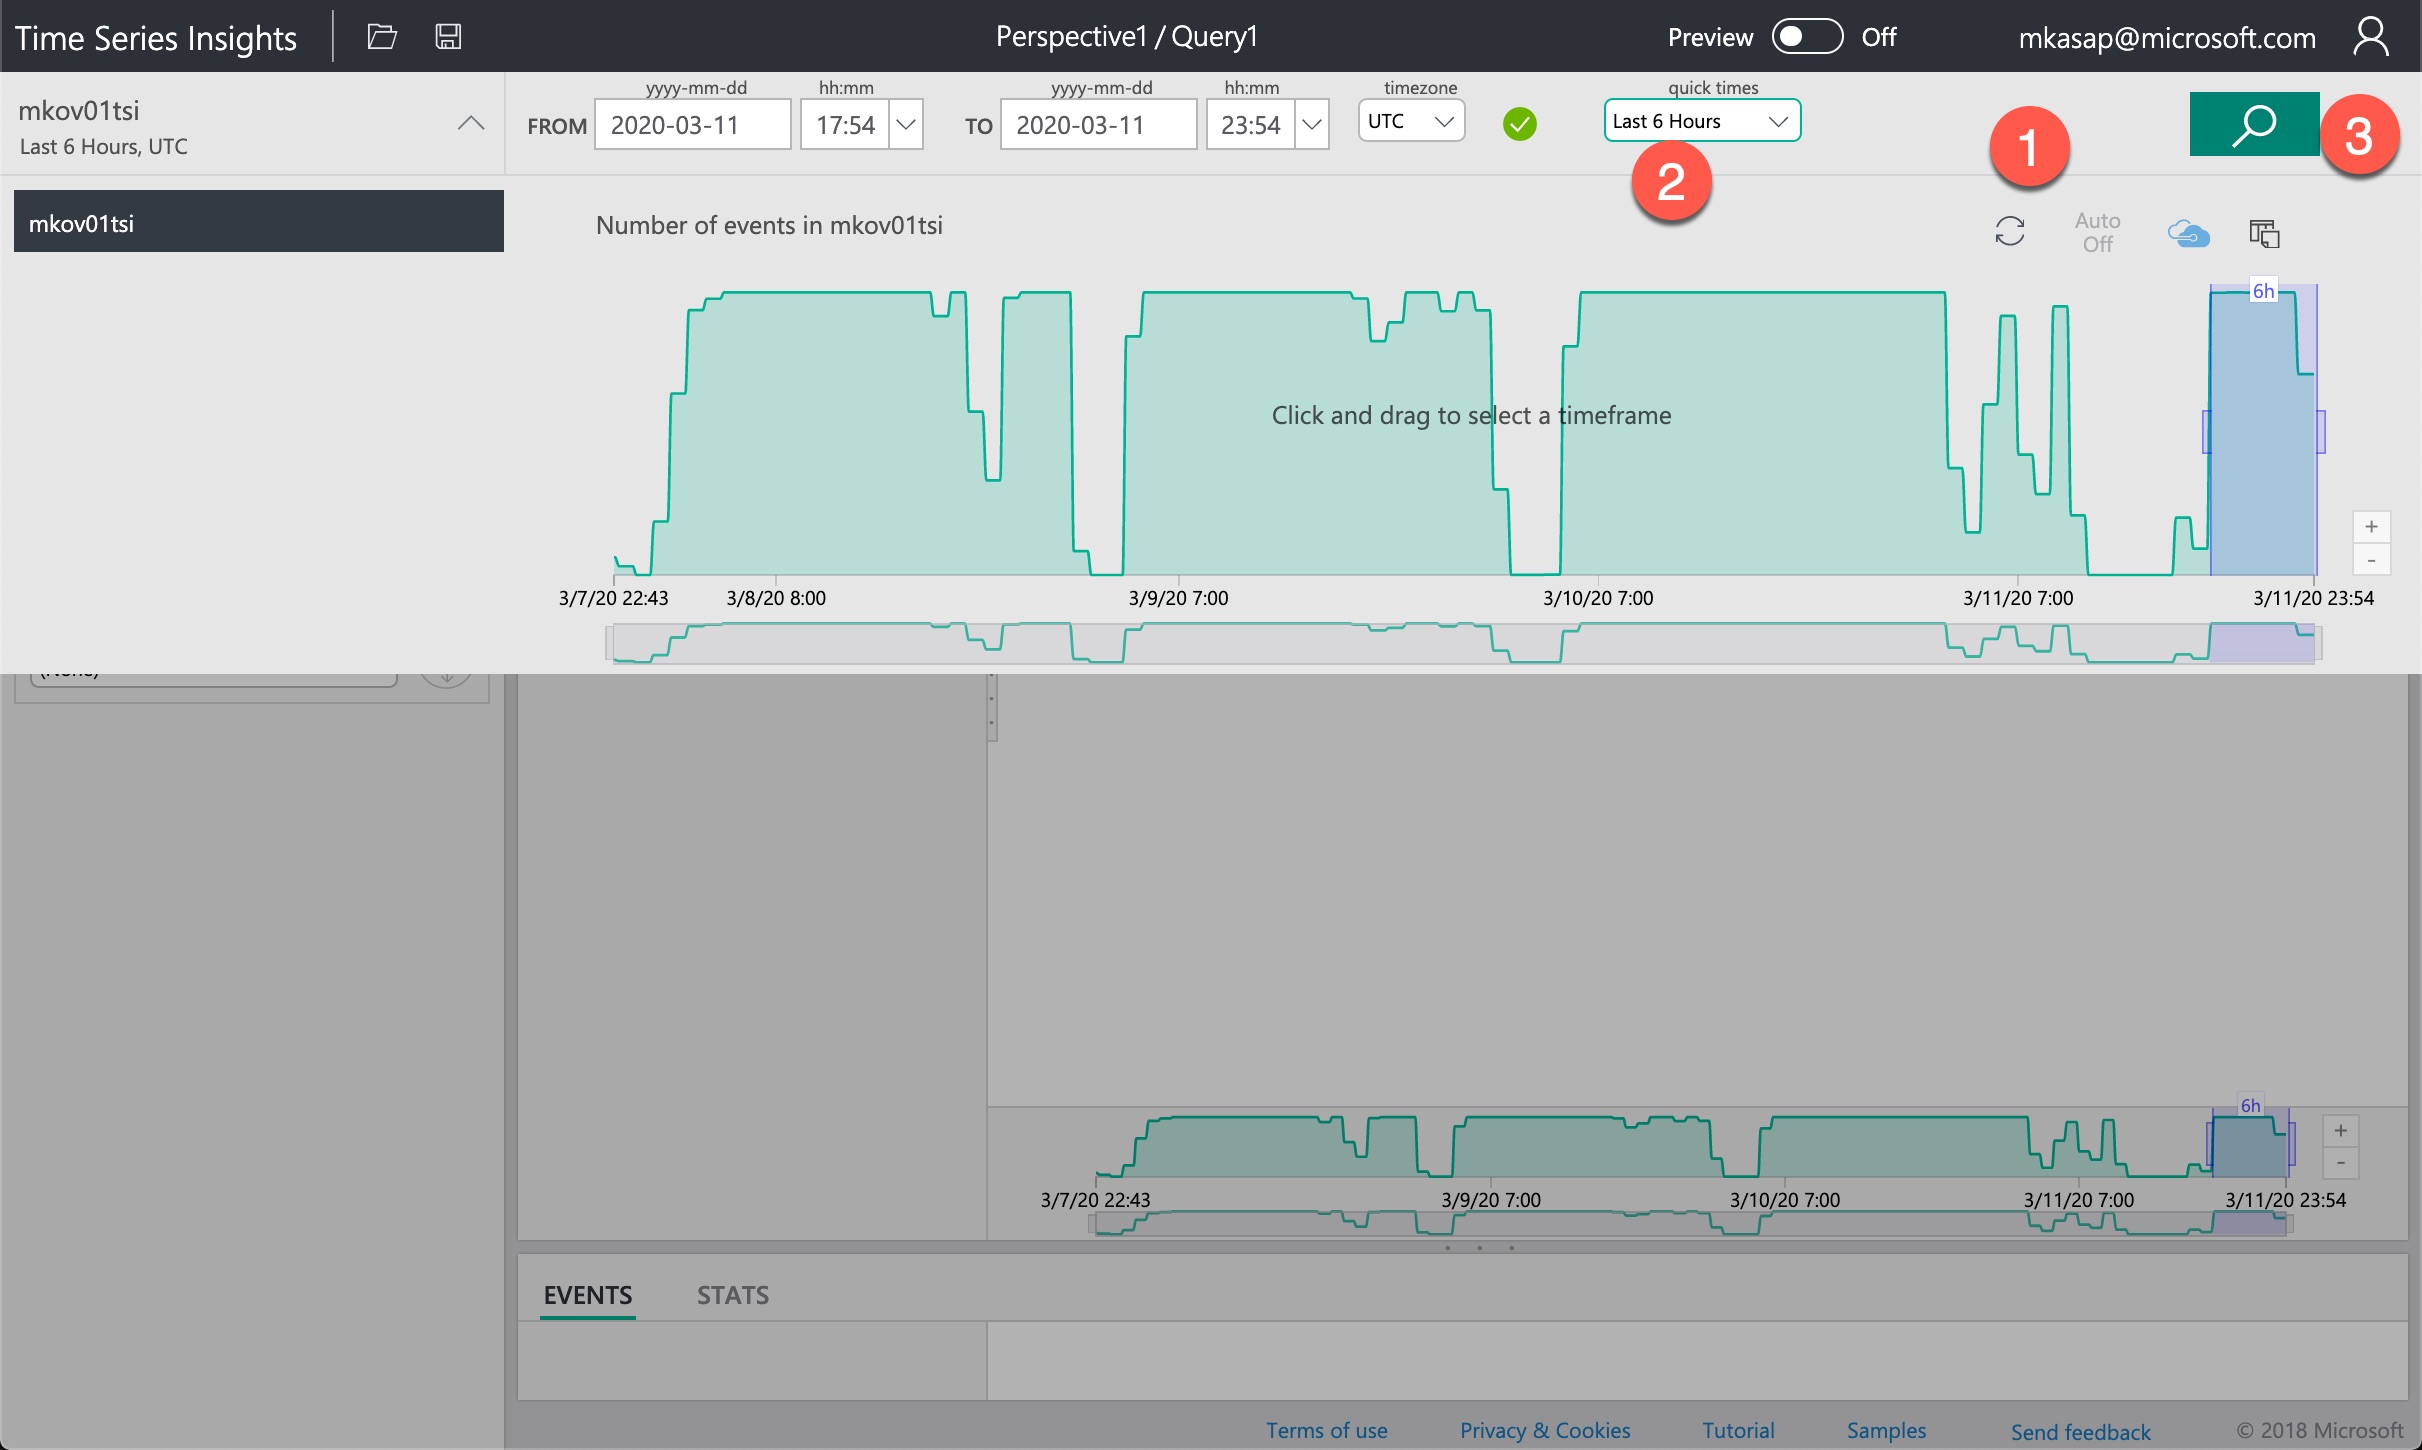 Time Series Insights
Perspective1 / Query1
Preview Off
mkasap@microsoft.com
mkov01tsi
Last 6 Hours, UTC
yyyy-mm-dd hh:mm yyyy-mm-dd hh:mm timezone quick times
FROM 2020-03-11 17:54 TO 2020-03-11 23:54 UTC Last 6 Hours
1
2
3
mkov01tsi
Number of events in mkov01tsi
Auto
Off
6h
Click and drag to select a timeframe
+
-
3/7/20 22:43 3/8/20 8:00 3/9/20 7:00 3/10/20 7:00 3/11/20 7:00 3/11/20 23:54
(None)
6h
+
-
3/7/20 22:43 3/9/20 7:00 3/10/20 7:00 3/11/20 7:00 3/11/20 23:54
EVENTS STATS
Terms of use Privacy & Cookies Tutorial Samples Send feedback © 2018 Microsoft